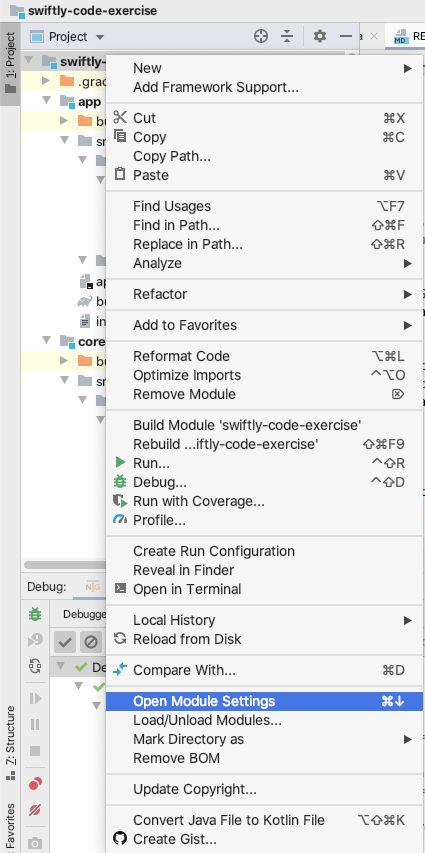 swiftly-code-exercise
1: Project
Project
RE
MD
swiftly-
.grad
app
bu
sr
ap
bu
in
core
bu
sr
New
Add Framework Support...
Cut ⌘X
Copy ⌘C
Copy Path...
Paste ⌘V
Find Usages ⌥F7
Find in Path... ⇧⌘F
Replace in Path... ⇧⌘R
Analyze
Refactor
Add to Favorites
Reformat Code ⌥⌘L
Optimize Imports ^⌥O
Remove Module ⌦
Build Module 'swiftly-code-exercise'
Rebuild ...iftly-code-exercise' ⇧⌘F9
Run... ^⇧R
Debug... ^⇧D
Run with Coverage...
Profile...
Create Run Configuration
Reveal in Finder
Open in Terminal
Local History
Reload from Disk
Compare With... ⌘D
Open Module Settings ⌘↓
Load/Unload Modules...
Mark Directory as
Remove BOM
Update Copyright...
Convert Java File to Kotlin File ⌥⇧⌘K
Create Gist...
Debug:
Debugge
De
Z: Structure
Favorites